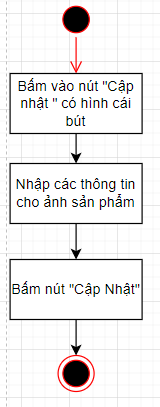 Bấm vào nút "Cập
nhật " có hình cái
bút
Nhập các thông tin
cho ảnh sản phẩm
Bấm nút "Cập Nhật"